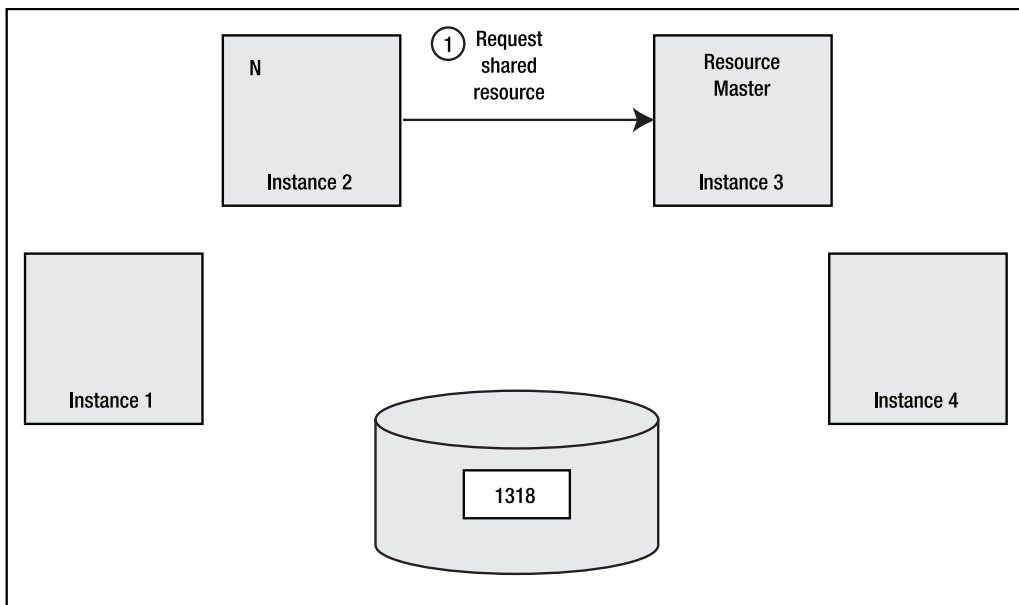 N
Instance 2
1 Request
shared
resource
Resource
Master
Instance 3
Instance 1
Instance 4
1318